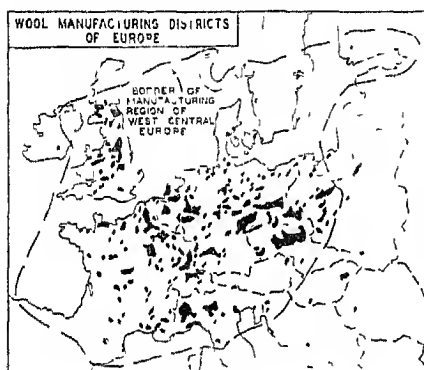 WOOL MANUFACTURING DISTRICTS
OF EUROPE
BORDER OF
MANUFACTURING
REGION OF
WEST CENTRAL
EUROPE